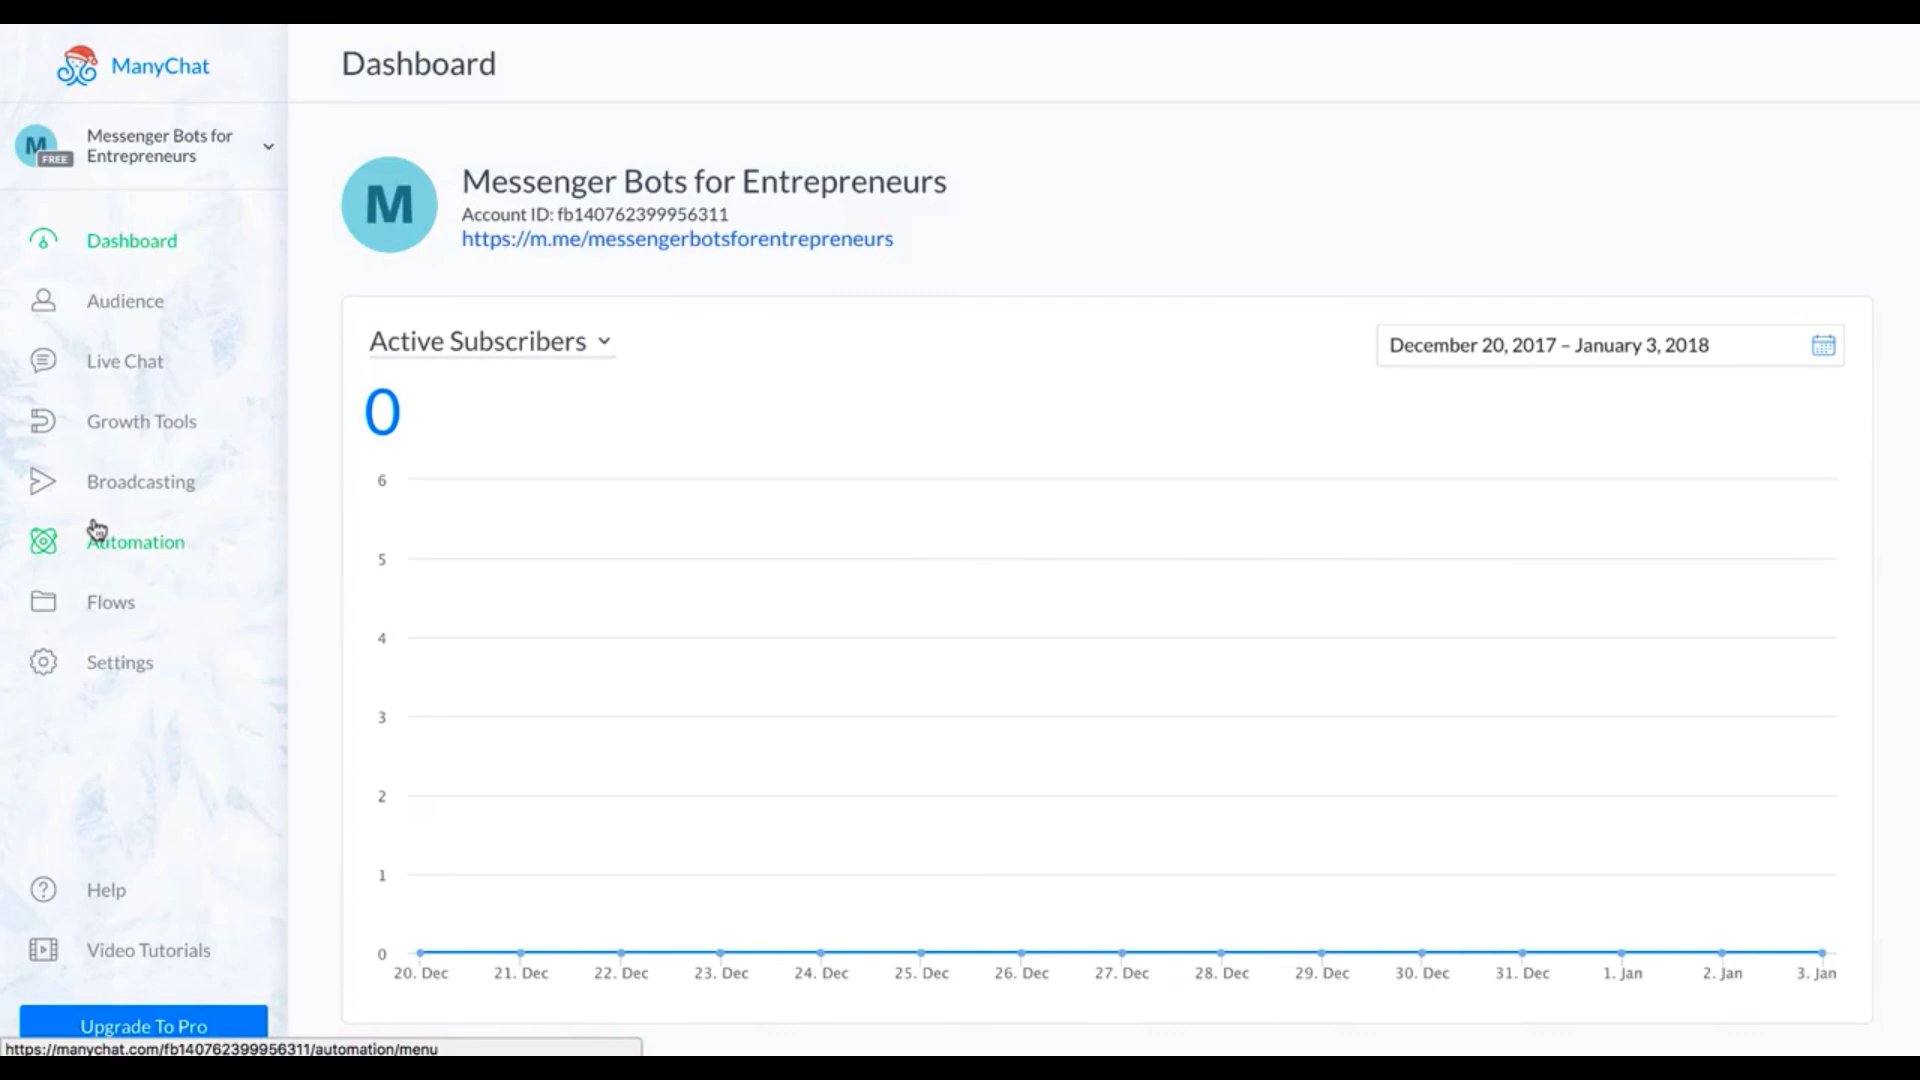 ManyChat
Dashboard
M
FREE
Messenger Bots for
Entrepreneurs
Dashboard
Audience
Live Chat
Growth Tools
Broadcasting
Automation
Flows
Settings
Help
Video Tutorials
Upgrade To Pro
M
Messenger Bots for Entrepreneurs
Account ID: fb140762399956311
https://m.me/messengerbotsforentrepreneurs
Active Subscribers
December 20, 2017 – January 3, 2018
0
6
5
4
3
2
1
0
20. Dec 21. Dec 22. Dec 23. Dec 24. Dec 25. Dec 26. Dec 27. Dec 28. Dec 29. Dec 30. Dec 31. Dec 1. Jan 2. Jan 3. Jan
https://manychat.com/fb140762399956311/automation/menu